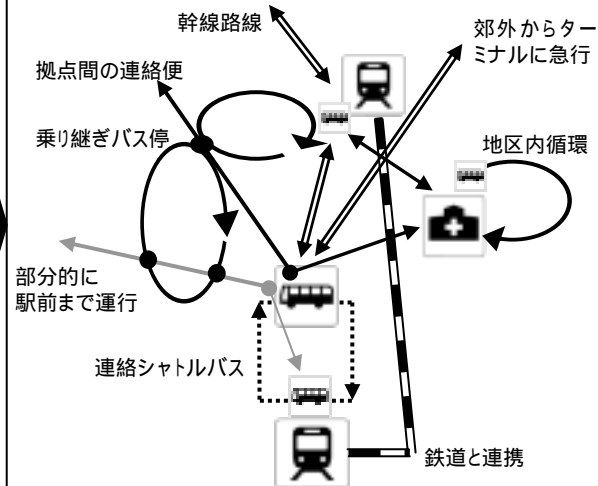 幹線路線
郊外からター
ミナルに急行
拠点間の連絡便
乗り継ぎバス停
地区内循環
部分的に
駅前まで運行
連絡シャトルバス
鉄道と連携